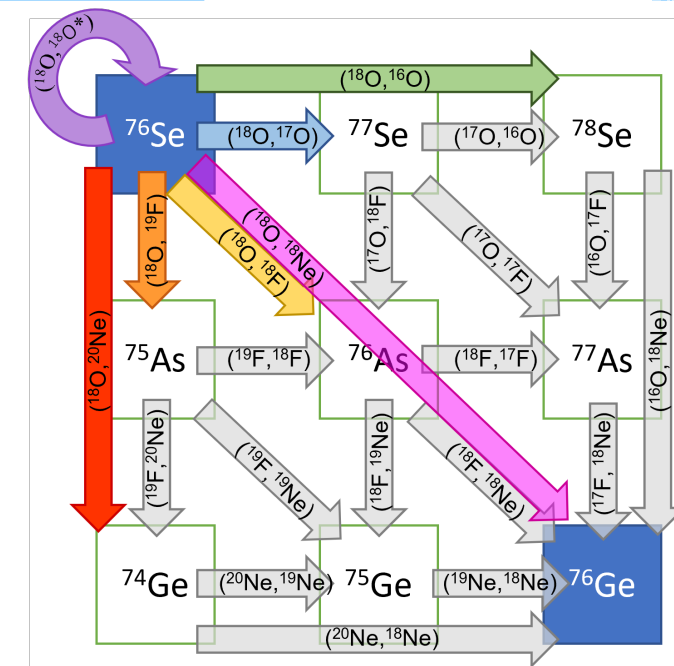 (¹⁸O,¹⁸O*)
(¹⁸O,¹⁶O)
⁷⁶Se
(¹⁸O,¹⁷O)
⁷⁷Se
(¹⁷O,¹⁶O)
⁷⁸Se
(¹⁸O,²⁰Ne)
(¹⁸O, ¹⁹F)
(¹⁸O,¹⁸F)
(¹⁸O,¹⁸Ne)
(¹⁷O,¹⁸F)
(¹⁷O,¹⁷F)
(¹⁶O,¹⁷F)
(¹⁶O,¹⁸Ne)
⁷⁵As
(¹⁹F,¹⁸F)
⁷⁶As
(¹⁸F,¹⁷F)
⁷⁷As
(¹⁹F,²⁰Ne)
(¹⁹F,¹⁹Ne)
(¹⁸F,¹⁹Ne)
(¹⁸F,¹⁸Ne)
(¹⁷F,¹⁸Ne)
⁷⁴Ge
(²⁰Ne,¹⁹Ne)
⁷⁵Ge
(¹⁹Ne,¹⁸Ne)
⁷⁶Ge
(²⁰Ne,¹⁸Ne)